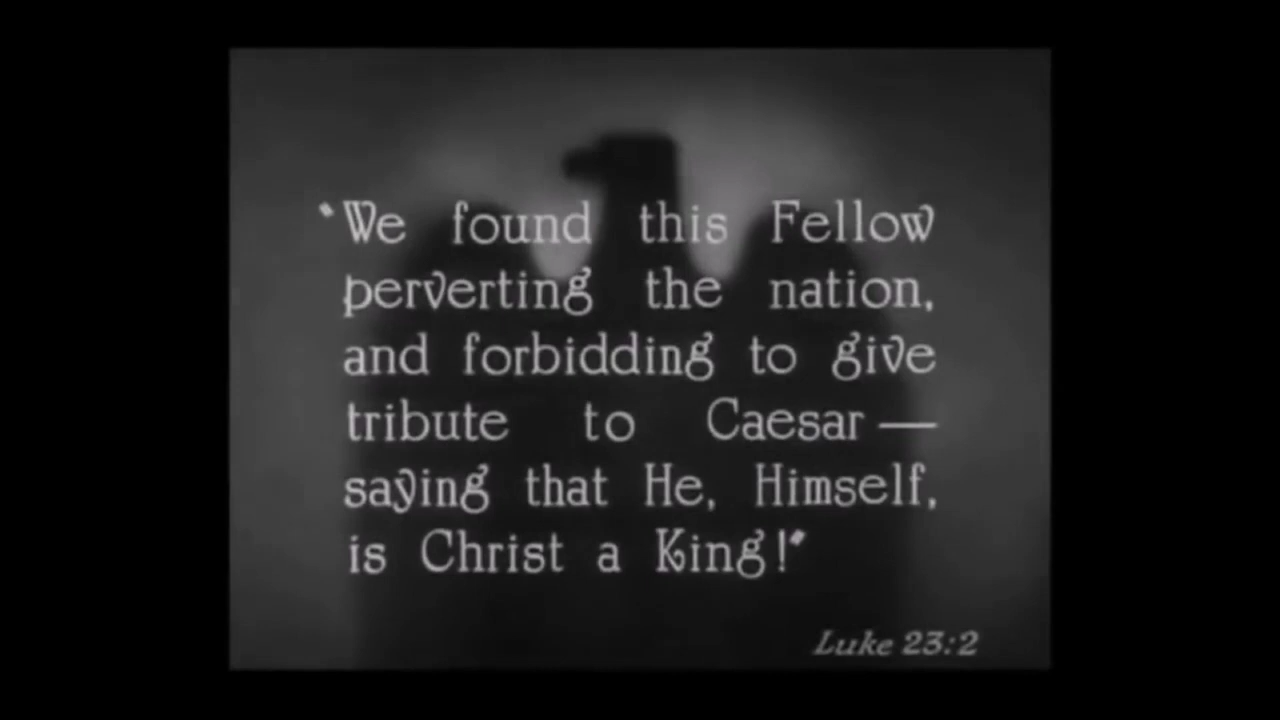 "We found this Fellow
perverting the nation,
and forbidding to give
tribute to Caesar —
saying that He, Himself,
is Christ a King!"
Luke 23:2